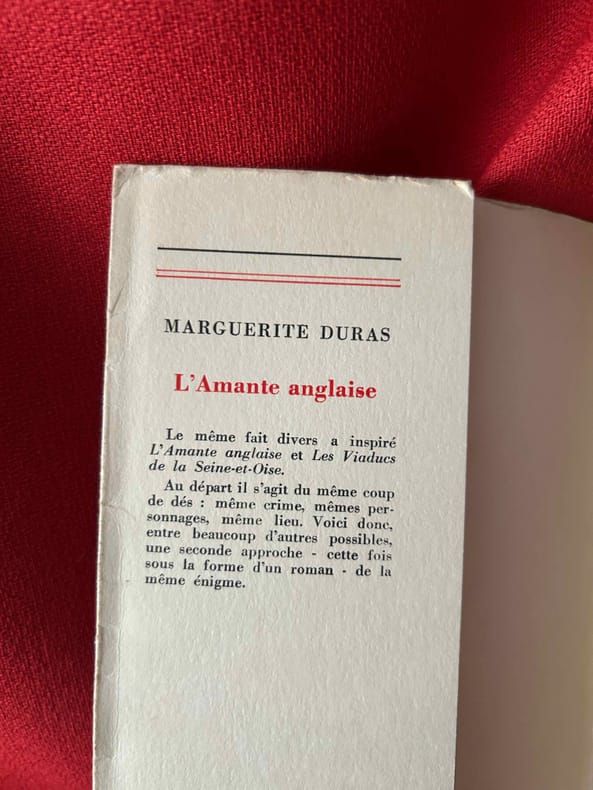 MARGUERITE DURAS
L'Amante anglaise
Le même fait divers a inspiré
L'Amante anglaise et Les Viaducs
de la Seine-et-Oise.
Au départ il s'agit du même coup
de dés : même crime, mêmes per-
sonnages, même lieu. Voici donc,
entre beaucoup d'autres possibles,
une seconde approche - cette fois
sous la forme d'un roman - de la
même énigme.